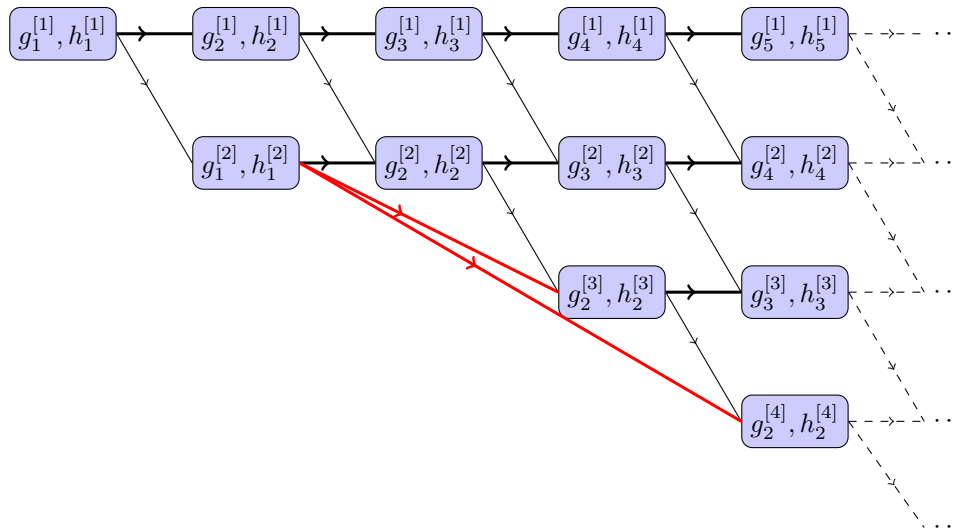 g_1^{[1]}, h_1^{[1]} g_2^{[1]}, h_2^{[1]} g_3^{[1]}, h_3^{[1]} g_4^{[1]}, h_4^{[1]} g_5^{[1]}, h_5^{[1]} ··
g_1^{[2]}, h_1^{[2]} g_2^{[2]}, h_2^{[2]} g_3^{[2]}, h_3^{[2]} g_4^{[2]}, h_4^{[2]} ··
g_2^{[3]}, h_2^{[3]} g_3^{[3]}, h_3^{[3]} ··
g_2^{[4]}, h_2^{[4]} ··
··